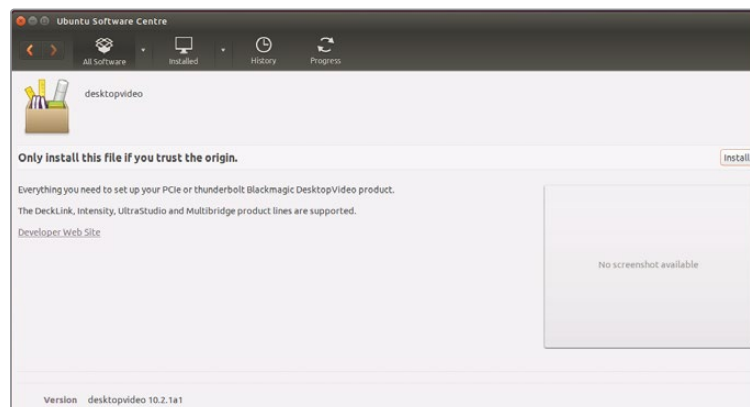 Ubuntu Software Centre
All Software
Installed
History
Progress
desktopvideo
Only install this file if you trust the origin.
Install
Everything you need to set up your PCIe or thunderbolt Blackmagic DesktopVideo product.
The DeckLink, Intensity, UltraStudio and Multibridge product lines are supported.
Developer Web Site
No screenshot available
Version desktopvideo 10.2.1a1